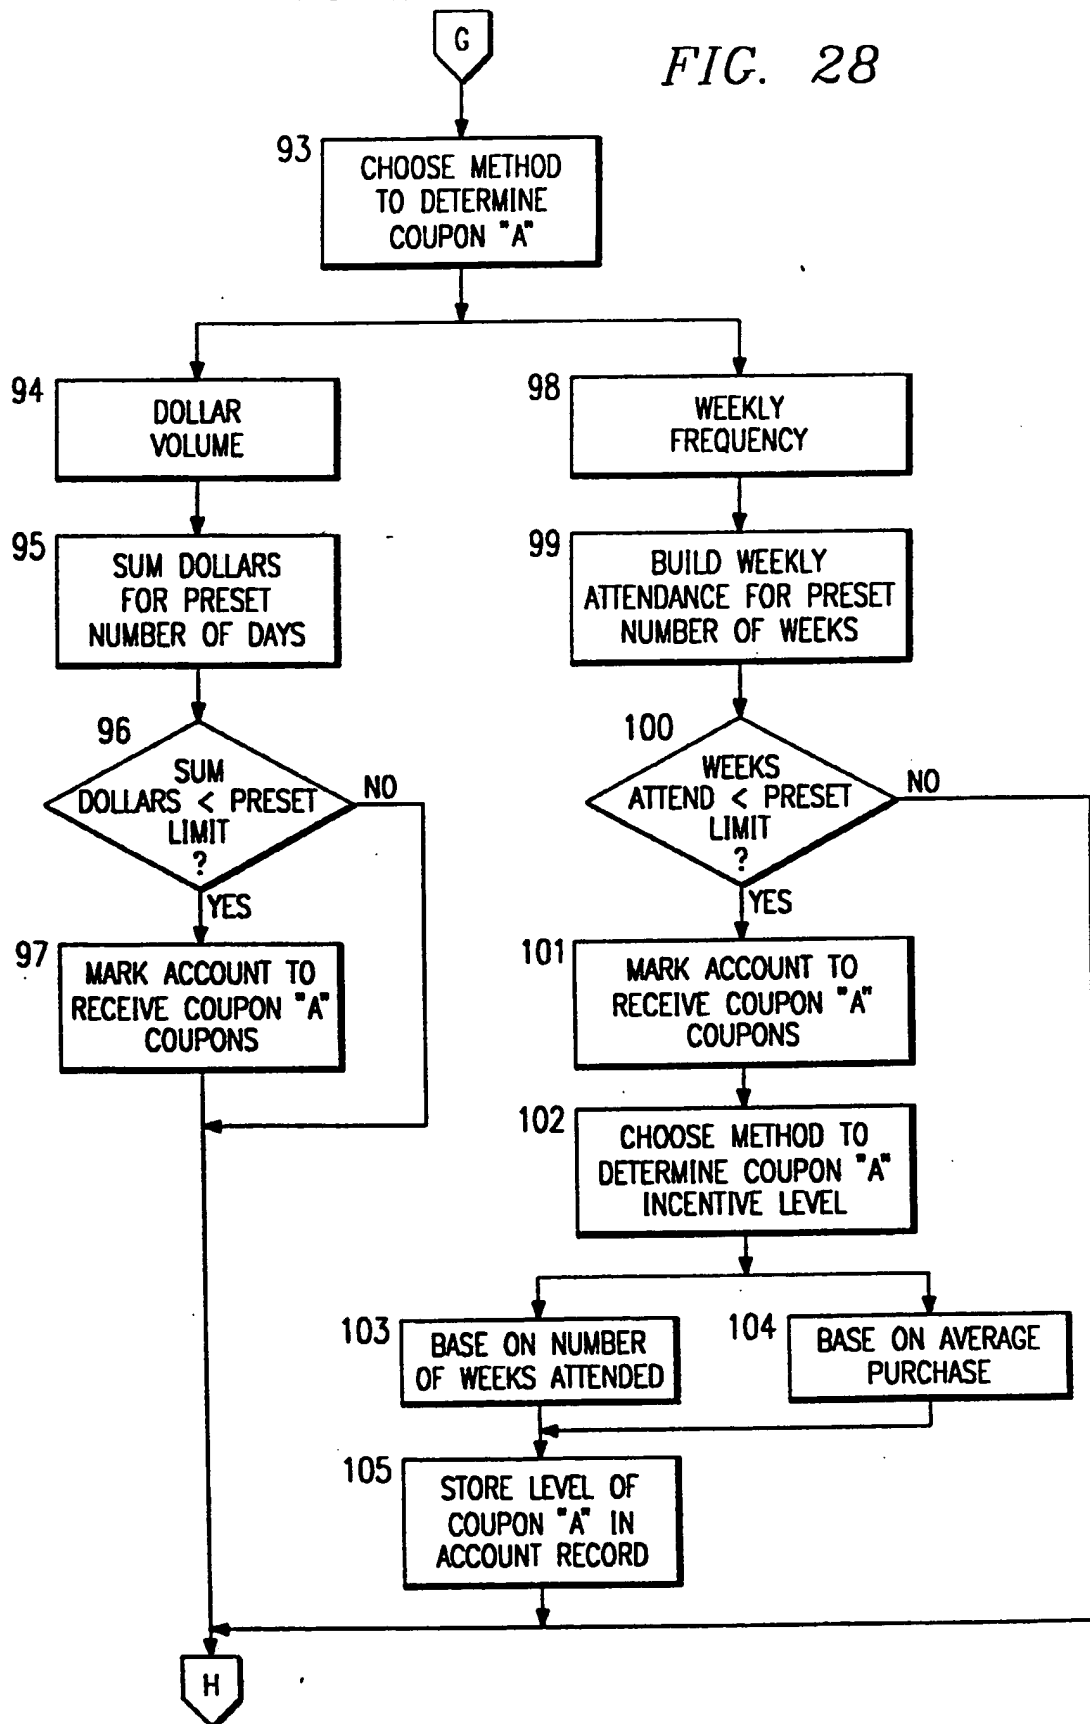 G
FIG. 28
93
CHOOSE METHOD
TO DETERMINE
COUPON "A"
94
DOLLAR
VOLUME
95
SUM DOLLARS
FOR PRESET
NUMBER OF DAYS
96
SUM
DOLLARS < PRESET
LIMIT
?
NO
YES
97
MARK ACCOUNT TO
RECEIVE COUPON "A"
COUPONS
98
WEEKLY
FREQUENCY
99
BUILD WEEKLY
ATTENDANCE FOR PRESET
NUMBER OF WEEKS
100
WEEKS
ATTEND < PRESET
LIMIT
?
NO
YES
101
MARK ACCOUNT TO
RECEIVE COUPON "A"
COUPONS
102
CHOOSE METHOD TO
DETERMINE COUPON "A"
INCENTIVE LEVEL
103
BASE ON NUMBER
OF WEEKS ATTENDED
104
BASE ON AVERAGE
PURCHASE
105
STORE LEVEL OF
COUPON "A" IN
ACCOUNT RECORD
H